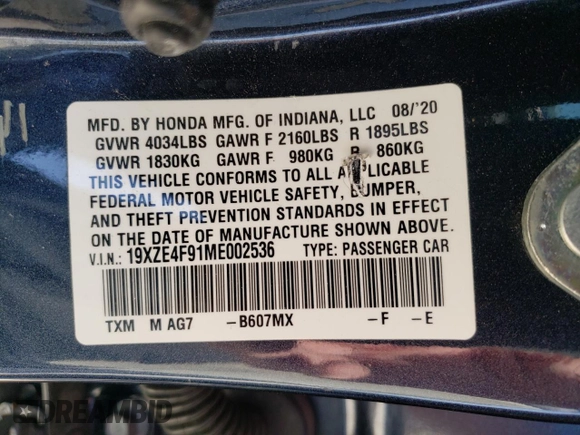 MFD. BY HONDA MFG. OF INDIANA, LLC 08/'20
GVWR 4034LBS GAWR F 2160LBS R 1895LBS
GVWR 1830KG GAWR F 980KG R 860KG
THIS VEHICLE CONFORMS TO ALL APPLICABLE
FEDERAL MOTOR VEHICLE SAFETY, BUMPER,
AND THEFT PREVENTION STANDARDS IN EFFECT
ON THE DATE OF MANUFACTURE SHOWN ABOVE.
V.I.N.: 19XZE4F91ME002536 TYPE: PASSENGER CAR
TXM M AG7 -B607MX -F -E
DREAMBID